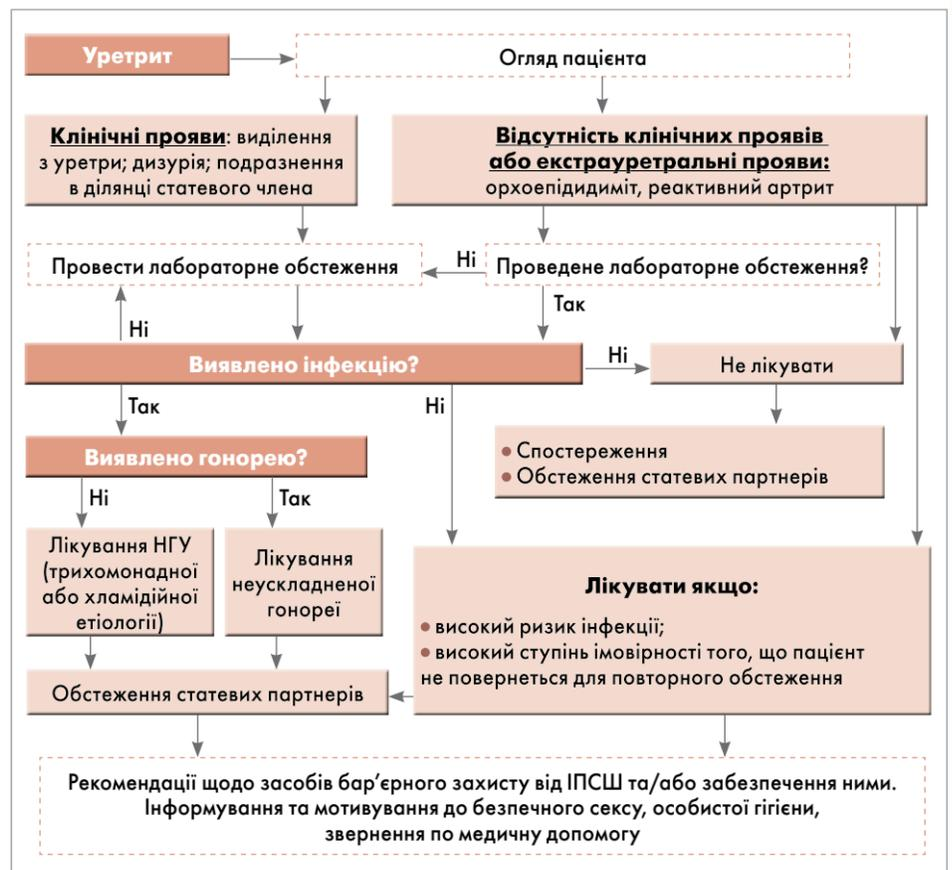 Уретрит
Огляд пацієнта
Клінічні прояви: виділення
з уретри; дизурія; подразнення
в ділянці статевого члена
Відсутність клінічних проявів
або екстрауретральні прояви:
орхоепідидиміт, реактивний артрит
Провести лабораторне обстеження
Ні
Проведене лабораторне обстеження?
Ні
Так
Виявлено інфекцію?
Ні
Не лікувати
Так
Ні
Виявлено гонорею?
Спостереження
Обстеження статевих партнерів
Ні
Так
Лікування НГУ
(трихомонадної
або хламідійної
етіології)
Лікування
неускладненої
гонореї
Лікувати якщо:
високий ризик інфекції;
високий ступінь імовірності того, що пацієнт
не повернеться для повторного обстеження
Обстеження статевих партнерів
Рекомендації щодо засобів бар’єрного захисту від ІПСШ та/або забезпечення ними.
Інформування та мотивування до безпечного сексу, особистої гігієни,
звернення по медичну допомогу